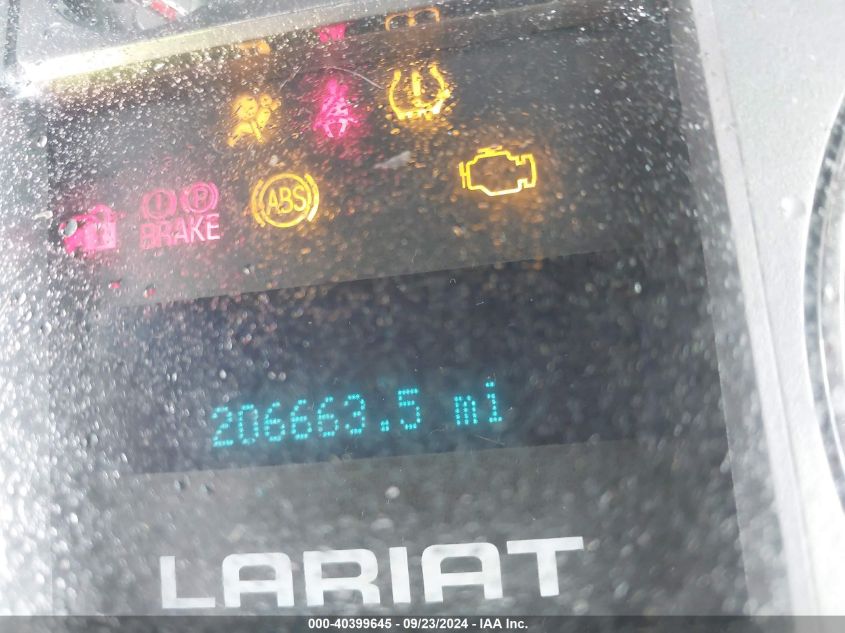 P
BRAKE
ABS
206663.5 mi
LARIAT
000-40399645 - 09/23/2024 - IAA Inc.